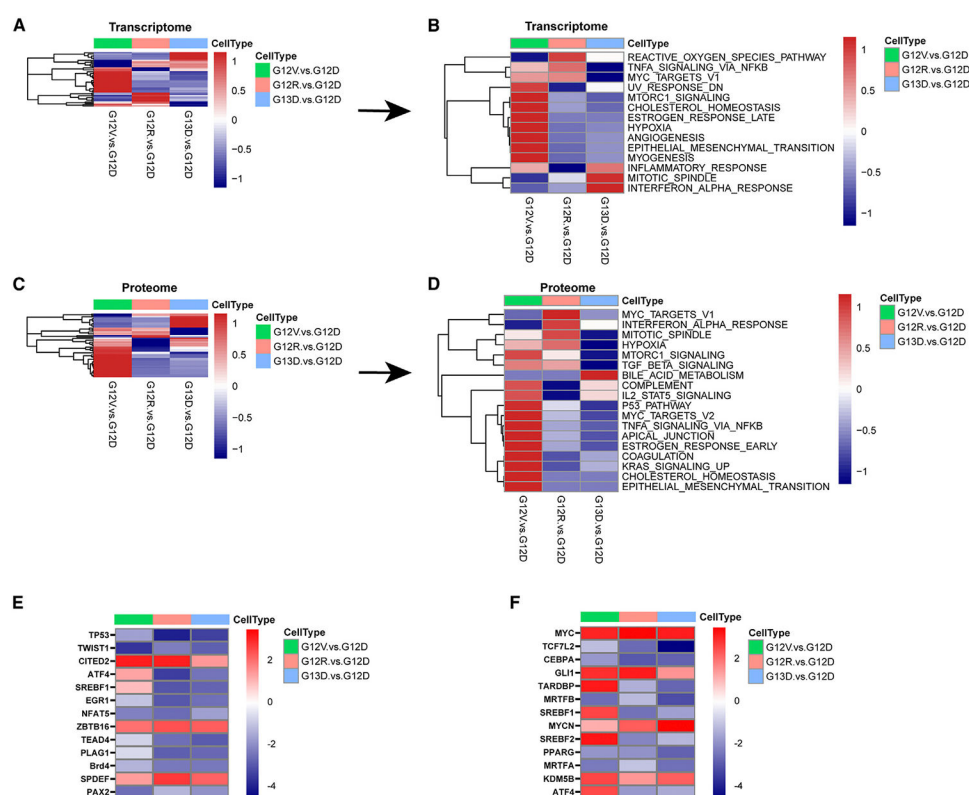 A
Transcriptome
CellType
G12V.vs.G12D
G12R.vs.G12D
G13D.vs.G12D
1
0.5
0
−0.5
−1
G12V.vs.G12D
G12R.vs.G12D
G13D.vs.G12D
B
Transcriptome
CellType
REACTIVE_OXYGEN_SPECIES_PATHWAY
TNFA_SIGNALING_VIA_NFKB
MYC_TARGETS_V1
UV_RESPONSE_DN
MTORC1_SIGNALING
CHOLESTEROL_HOMEOSTASIS
ESTROGEN_RESPONSE_LATE
HYPOXIA
ANGIOGENESIS
EPITHELIAL_MESENCHYMAL_TRANSITION
MYOGENESIS
INFLAMMATORY_RESPONSE
MITOTIC_SPINDLE
INTERFERON_ALPHA_RESPONSE
G12V.vs.G12D
G12R.vs.G12D
G13D.vs.G12D
1
0.5
0
−0.5
−1
CellType
G12V.vs.G12D
G12R.vs.G12D
G13D.vs.G12D
C
Proteome
CellType
G12V.vs.G12D
G12R.vs.G12D
G13D.vs.G12D
1
0.5
0
−0.5
−1
G12V.vs.G12D
G12R.vs.G12D
G13D.vs.G12D
D
Proteome
CellType
MYC_TARGETS_V1
INTERFERON_ALPHA_RESPONSE
MITOTIC_SPINDLE
HYPOXIA
MTORC1_SIGNALING
TGF_BETA_SIGNALING
BILE_ACID_METABOLISM
COMPLEMENT
IL2_STAT5_SIGNALING
P53_PATHWAY
MYC_TARGETS_V2
TNFA_SIGNALING_VIA_NFKB
APICAL_JUNCTION
ESTROGEN_RESPONSE_EARLY
COAGULATION
KRAS_SIGNALING_UP
CHOLESTEROL_HOMEOSTASIS
EPITHELIAL_MESENCHYMAL_TRANSITION
G12V.vs.G12D
G12R.vs.G12D
G13D.vs.G12D
1
0.5
0
−0.5
−1
CellType
G12V.vs.G12D
G12R.vs.G12D
G13D.vs.G12D
E
CellType
TP53
TWIST1
CITED2
ATF4
SREBF1
EGR1
NFAT5
ZBTB16
TEAD4
PLAG1
Brd4
SPDEF
PAX2
2
0
−2
−4
CellType
G12V.vs.G12D
G12R.vs.G12D
G13D.vs.G12D
F
CellType
MYC
TCF7L2
CEBPA
GLI1
TARDBP
MRTFB
SREBF1
MYCN
SREBF2
PPARG
MRTFA
KDM5B
ATF4
2
0
−2
−4
CellType
G12V.vs.G12D
G12R.vs.G12D
G13D.vs.G12D